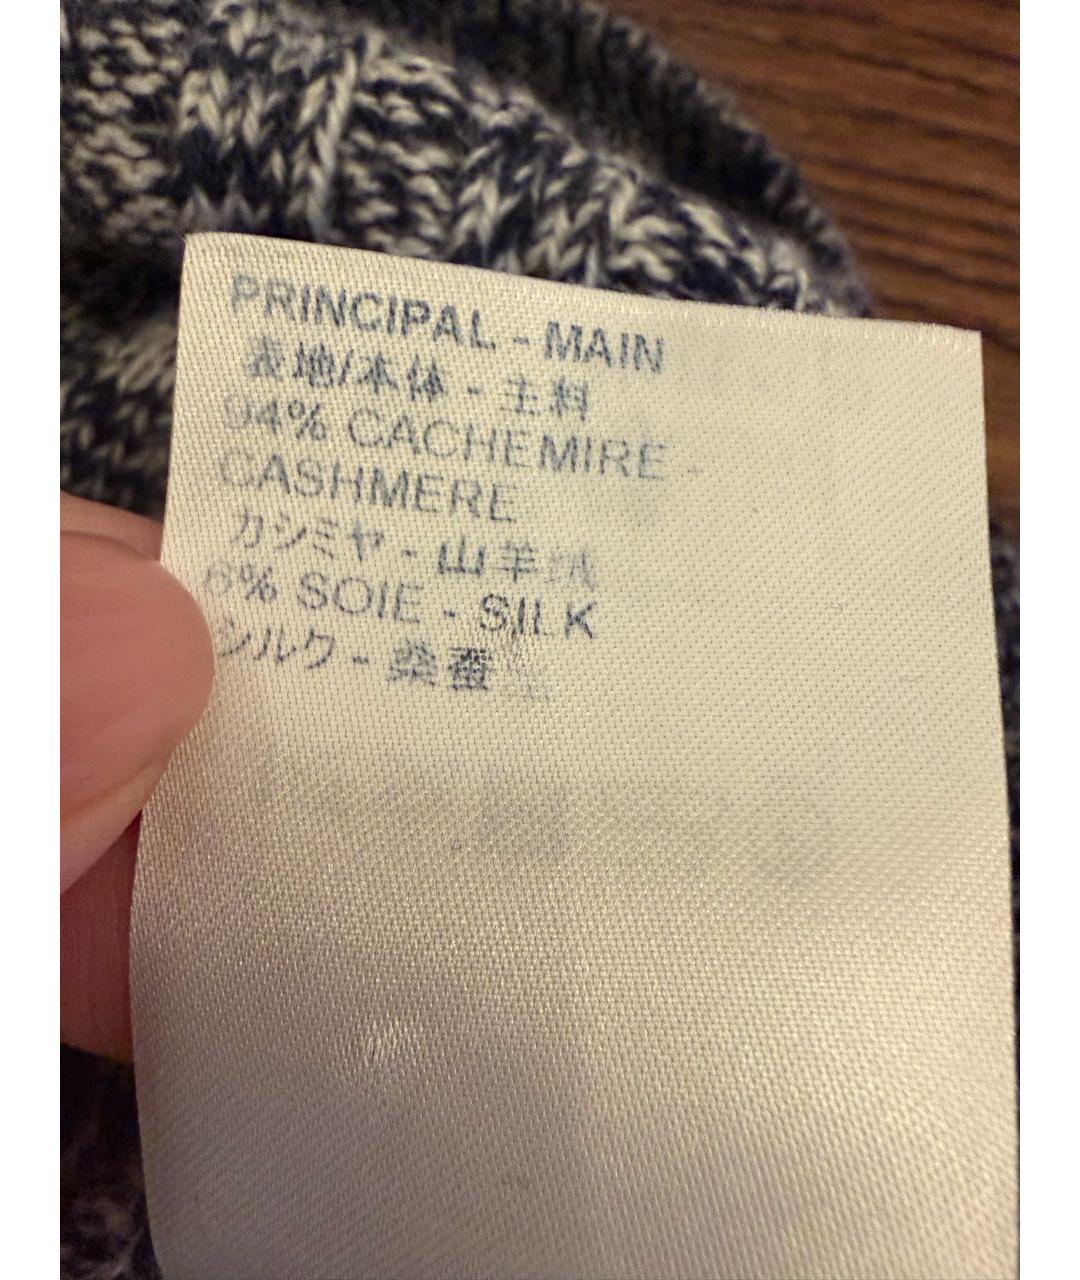 PRINCIPAL - MAIN
表地/本体 - 主料
94% CACHEMIRE -
CASHMERE
カシミヤ - 山羊绒
6% SOIE - SILK
シルク - 桑蚕